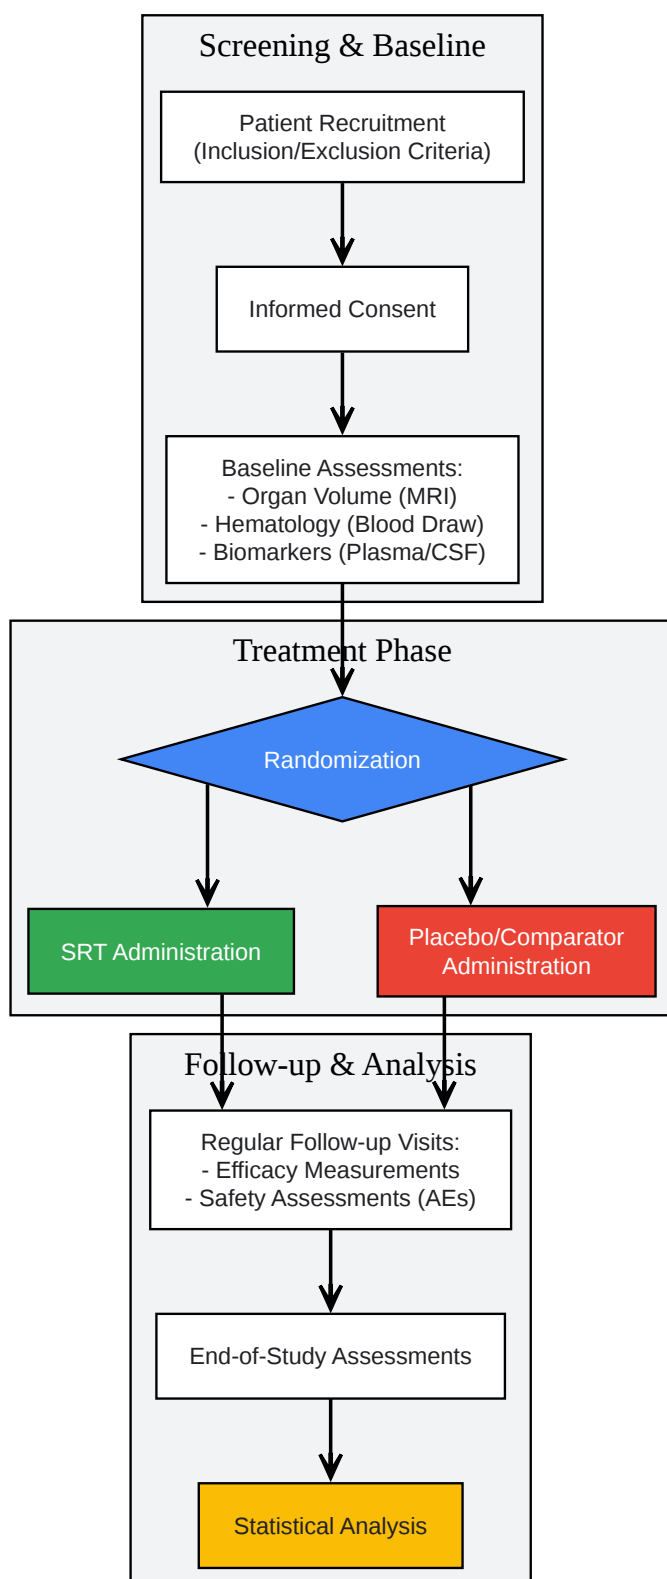 Screening & Baseline
Patient Recruitment
(Inclusion/Exclusion Criteria)
Informed Consent
Baseline Assessments:
- Organ Volume (MRI)
- Hematology (Blood Draw)
- Biomarkers (Plasma/CSF)
Treatment Phase
Randomization
SRT Administration
Placebo/Comparator
Administration
Follow-up & Analysis
Regular Follow-up Visits:
- Efficacy Measurements
- Safety Assessments (AEs)
End-of-Study Assessments
Statistical Analysis